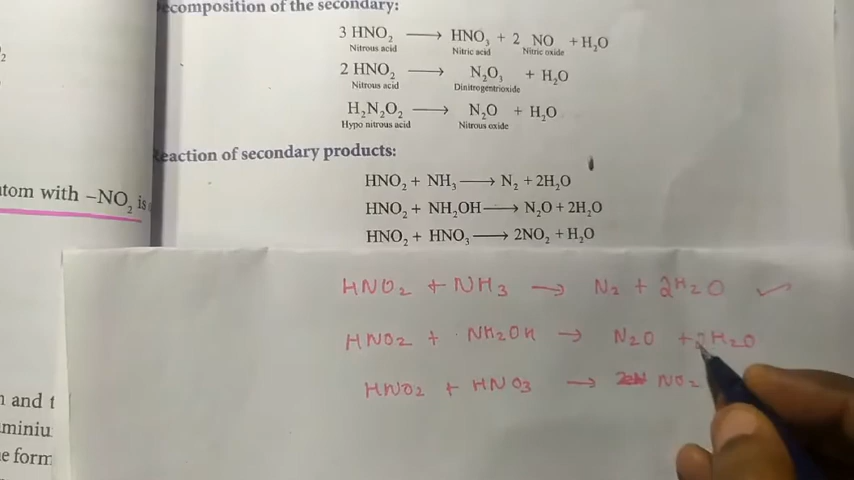 ecomposition of the secondary:
3 HNO₂ ⟶ HNO₃ + 2 NO + H₂O
Nitrous acid Nitric acid Nitric oxide
2 HNO₂ ⟶ N₂O₃ + H₂O
Nitrous acid Dinitrogentrioxide
H₂N₂O₂ ⟶ N₂O + H₂O
Hypo nitrous acid Nitrous oxide
eaction of secondary products:
HNO₂ + NH₃ ⟶ N₂ + 2H₂O
HNO₂ + NH₂OH ⟶ N₂O + 2H₂O
HNO₂ + HNO₃ ⟶ 2NO₂ + H₂O
tom with –NO₂ is
HNO₂ + NH₃ → N₂ + 2H₂O ✓
HNO₂ + NH₂OH → N₂O + H₂O
HNO₂ + HNO₃ → NO₂
and t
miniu
e form